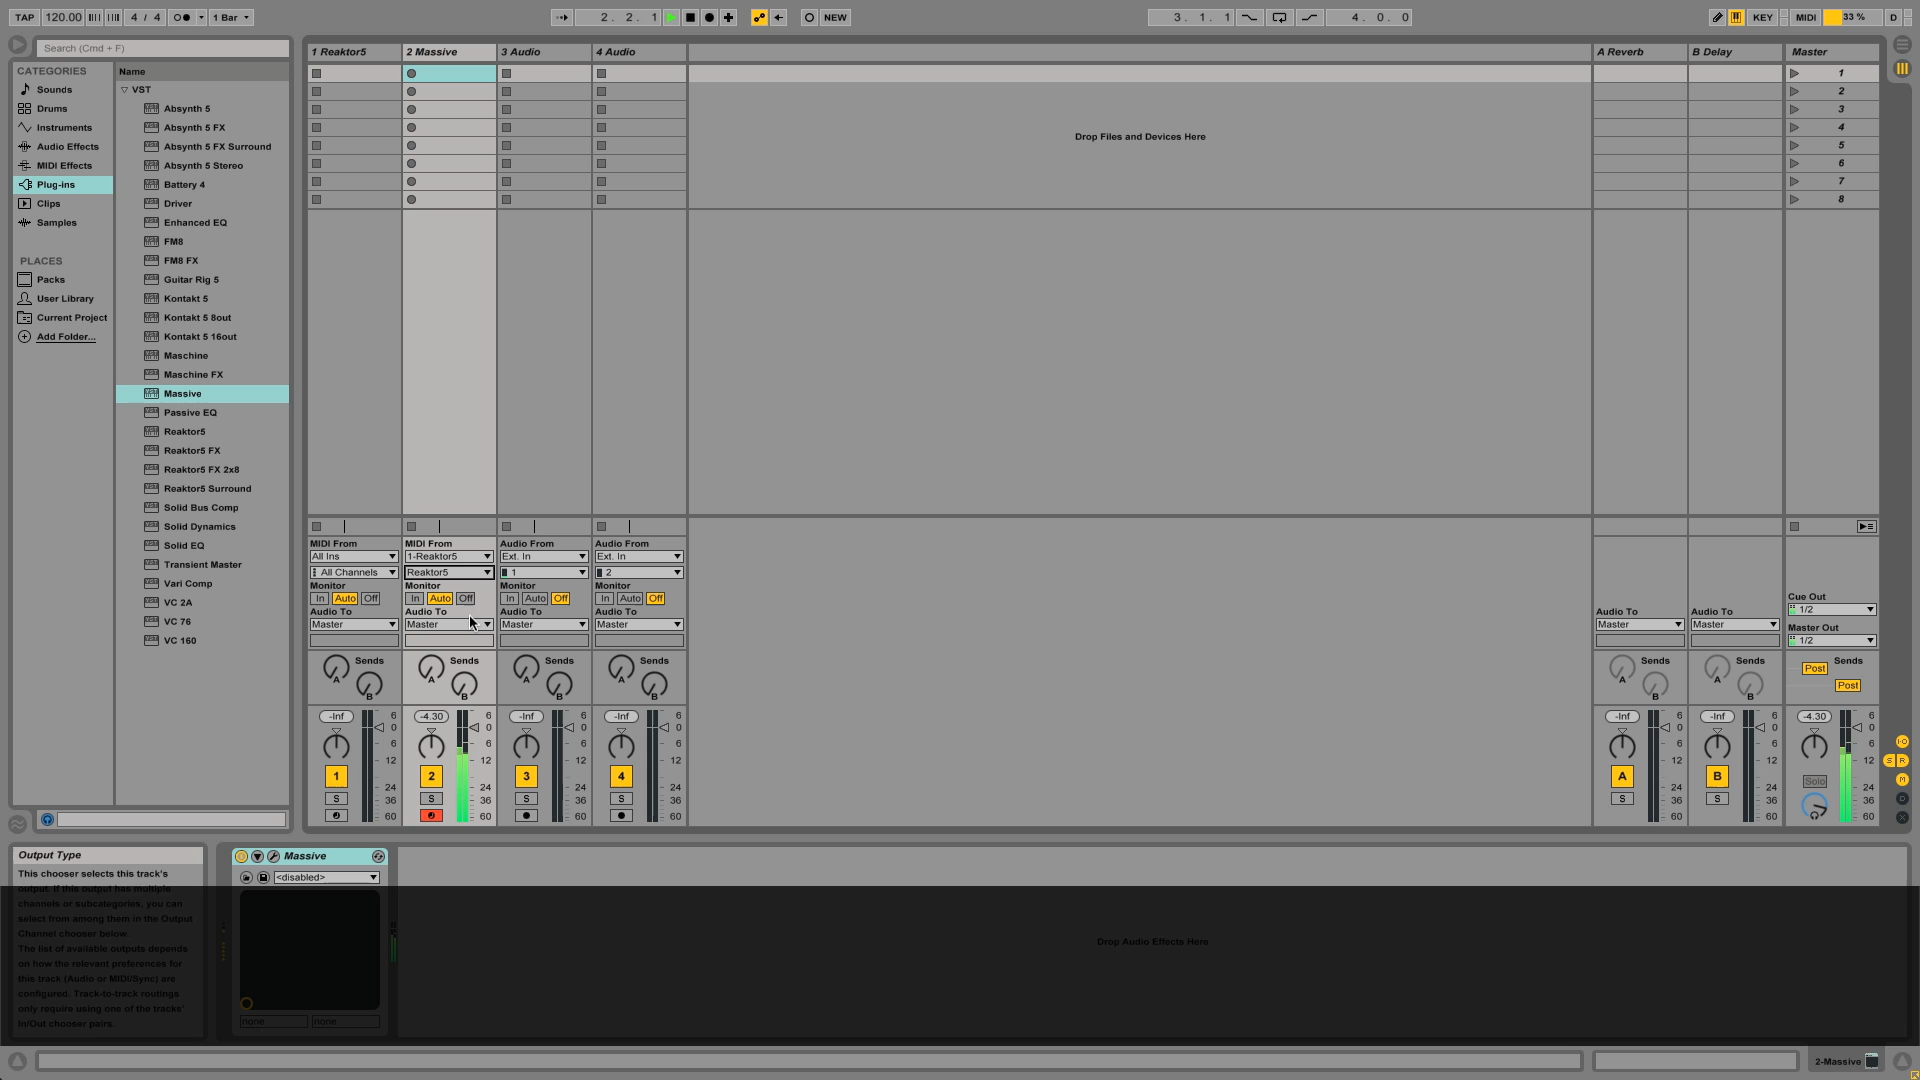 TAP 120.00 4 / 4 1 Bar 2. 2. 1 NEW 3. 1. 1 4. 0. 0 KEY MIDI 33 % D
Search (Cmd + F)
CATEGORIES
Sounds
Drums
Instruments
Audio Effects
MIDI Effects
Plug-ins
Clips
Samples
PLACES
Packs
User Library
Current Project
Add Folder...
Name
VST
Absynth 5
Absynth 5 FX
Absynth 5 FX Surround
Absynth 5 Stereo
Battery 4
Driver
Enhanced EQ
FM8
FM8 FX
Guitar Rig 5
Kontakt 5
Kontakt 5 8out
Kontakt 5 16out
Maschine
Maschine FX
Massive
Passive EQ
Reaktor5
Reaktor5 FX
Reaktor5 FX 2x8
Reaktor5 Surround
Solid Bus Comp
Solid Dynamics
Solid EQ
Transient Master
Vari Comp
VC 2A
VC 76
VC 160
1 Reaktor5 2 Massive 3 Audio 4 Audio A Reverb B Delay Master
1
2
3
4
5
6
7
8
Drop Files and Devices Here
MIDI From MIDI From Audio From Audio From
All Ins 1-Reaktor5 Ext. In Ext. In
All Channels Reaktor5 1 2
Monitor Monitor Monitor Monitor
In Auto Off In Auto Off In Auto Off In Auto Off
Cue Out
1/2
Audio To Audio To Audio To Audio To Audio To Audio To
Master Master Master Master Master Master
Master Out
1/2
Sends Sends Sends Sends Sends Sends Sends
A A A A A A Post
B B B B B B Post
-Inf 6 -4.30 6 -Inf 6 -Inf 6 -Inf 6 -Inf 6 -4.30 6
0 0 0 0 0 0 0
6 6 6 6 6 6 6
12 12 12 12 12 12 12
1 2 3 4 A B Solo
24 24 24 24 24 24 24
S S S S S S
36 36 36 36 36 36 36
60 60 60 60 60 60 60
I·O
S R
M
D
X
Output Type
This chooser selects this track's
output. If this output has multiple
channels or subcategories, you can
select from among them in the Output
Channel chooser below.
The list of available outputs depends
on how the relevant preferences for
this track (Audio or MIDI/Sync) are
configured. Track-to-track routings
only require using one of the tracks'
In/Out chooser pairs.
Massive
<disabled>
none none
Drop Audio Effects Here
2-Massive